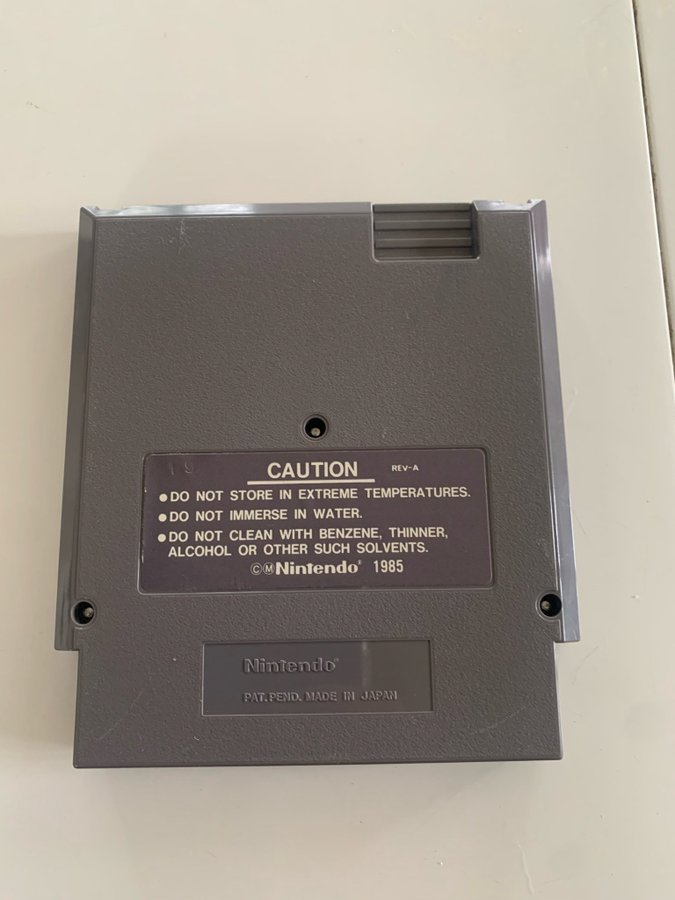 CAUTION REV-A
●DO NOT STORE IN EXTREME TEMPERATURES.
●DO NOT IMMERSE IN WATER.
●DO NOT CLEAN WITH BENZENE, THINNER,
ALCOHOL OR OTHER SUCH SOLVENTS.
©ⓂNintendo® 1985
Nintendo®
PAT. PEND. MADE IN JAPAN